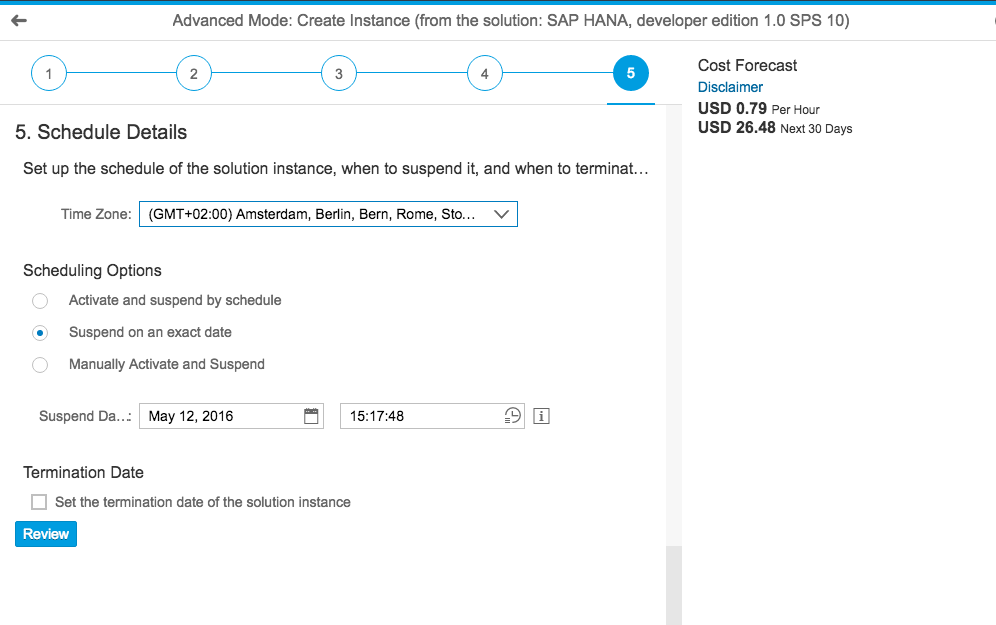 Advanced Mode: Create Instance (from the solution: SAP HANA, developer edition 1.0 SPS 10)
1 2 3 4 5
Cost Forecast
Disclaimer
USD 0.79 Per Hour
USD 26.48 Next 30 Days
5. Schedule Details
Set up the schedule of the solution instance, when to suspend it, and when to terminat...
Time Zone: (GMT+02:00) Amsterdam, Berlin, Bern, Rome, Sto...
Scheduling Options
Activate and suspend by schedule
Suspend on an exact date
Manually Activate and Suspend
Suspend Da...: May 12, 2016 15:17:48 i
Termination Date
Set the termination date of the solution instance
Review